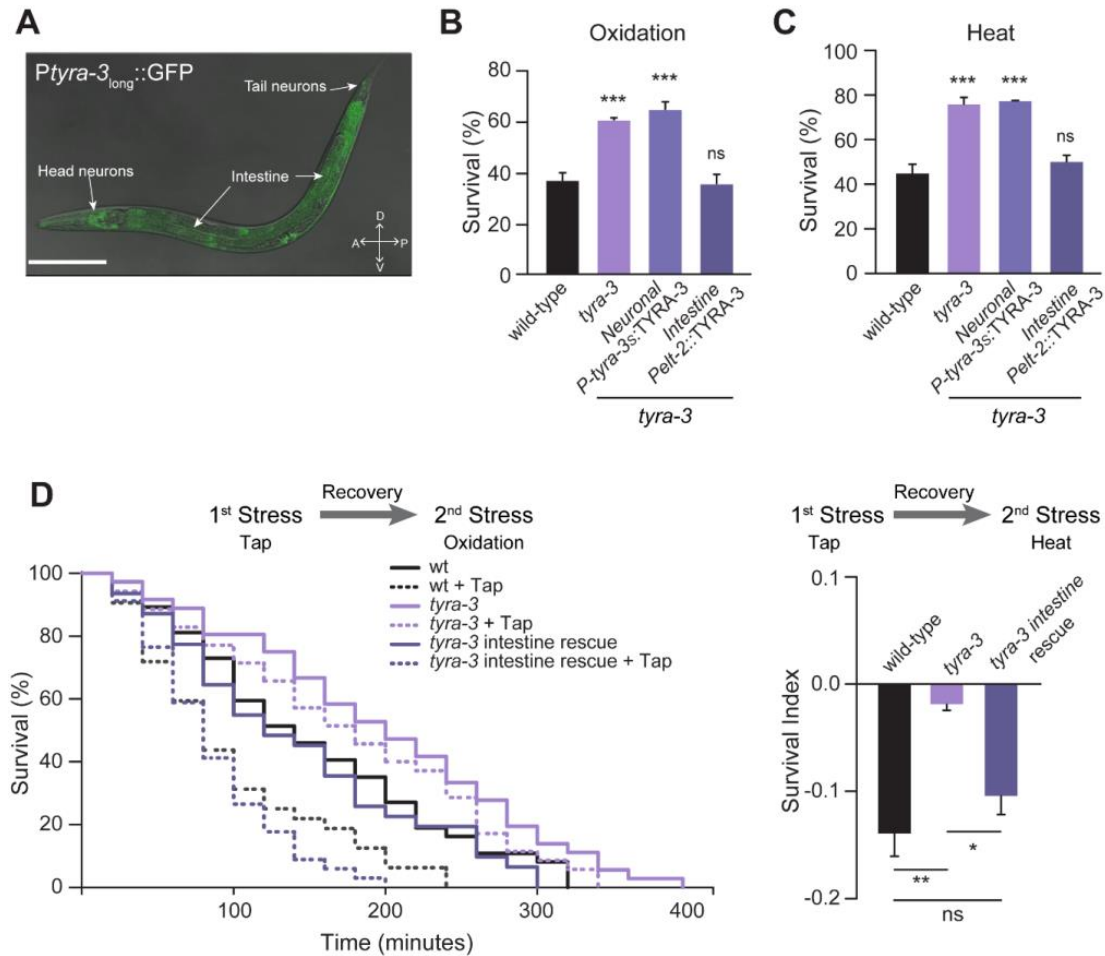 A
Ptyra-3long::GFP
Tail neurons
Head neurons
Intestine
D
A
P
V
B
Oxidation
Survival (%)
80
60
40
20
0
***
***
ns
wild-type
tyra-3
Neuronal
P-tyra-3s:TYRA-3
Intestine
Pelt-2::TYRA-3
tyra-3
C
Heat
Survival (%)
100
80
60
40
20
0
***
***
ns
wild-type
tyra-3
Neuronal
P-tyra-3s:TYRA-3
Intestine
Pelt-2::TYRA-3
tyra-3
D
1st Stress
Recovery
2nd Stress
Tap
Oxidation
wt
wt + Tap
tyra-3
tyra-3 + Tap
tyra-3 intestine rescue
tyra-3 intestine rescue + Tap
Survival (%)
100
80
60
40
20
0
100
200
300
400
Time (minutes)
1st Stress
Recovery
2nd Stress
Tap
Heat
Survival Index
0.1
0.0
-0.1
-0.2
wild-type
tyra-3
tyra-3 intestine
rescue
*
**
ns